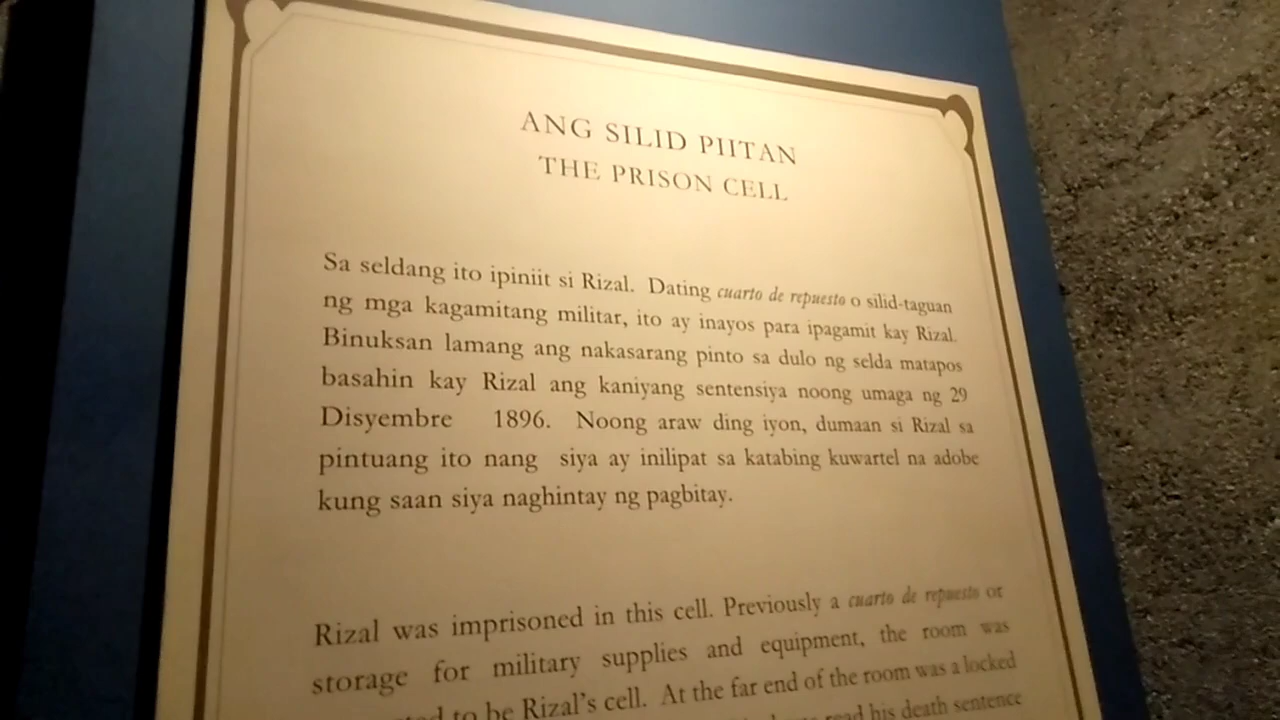 ANG SILID PIITAN
THE PRISON CELL
Sa seldang ito ipiniit si Rizal. Dating cuarto de repuesto o silid-taguan
ng mga kagamitang militar, ito ay inayos para ipagamit kay Rizal.
Binuksan lamang ang nakasarang pinto sa dulo ng selda matapos
basahin kay Rizal ang kaniyang sentensiya noong umaga ng 29
Disyembre 1896. Noong araw ding iyon, dumaan si Rizal sa
pintuang ito nang siya ay inilipat sa katabing kuwartel na adobe
kung saan siya naghintay ng pagbitay.
Rizal was imprisoned in this cell. Previously a cuarto de repuesto or
storage for military supplies and equipment, the room was
to be Rizal's cell. At the far end of the room was a locked
read his death sentence